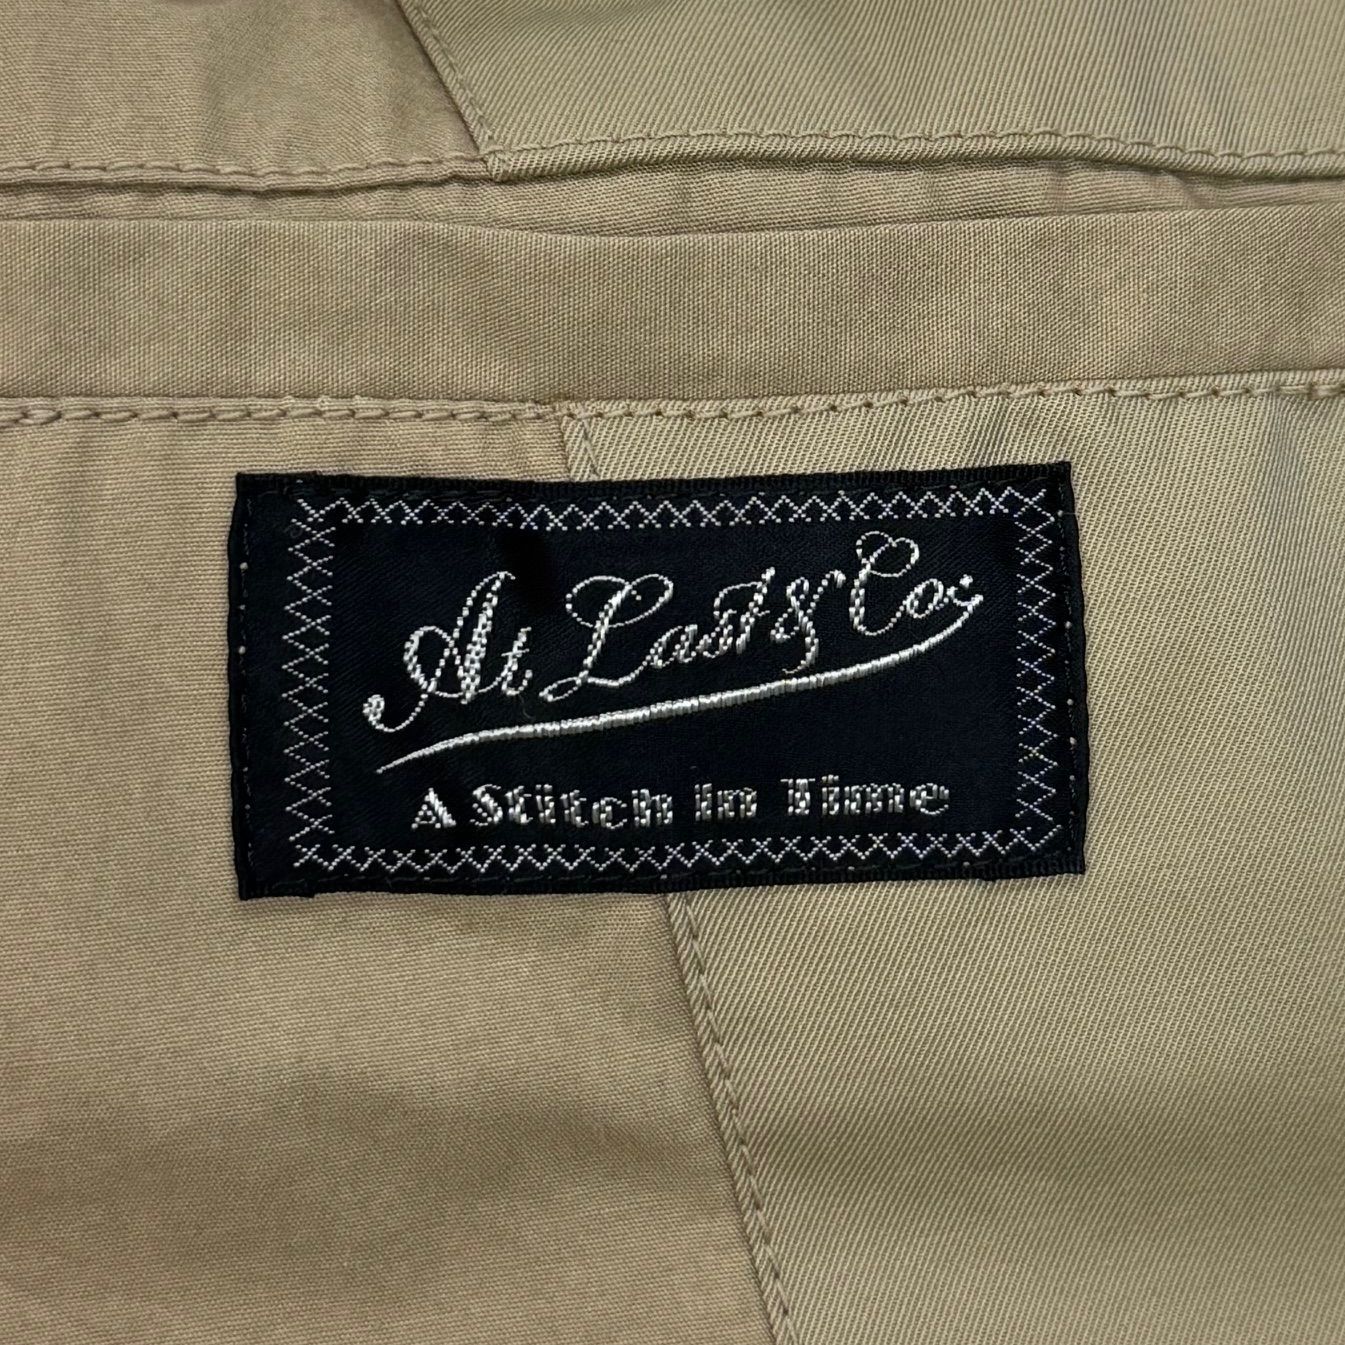 At Last & Co.
A Stitch in Time